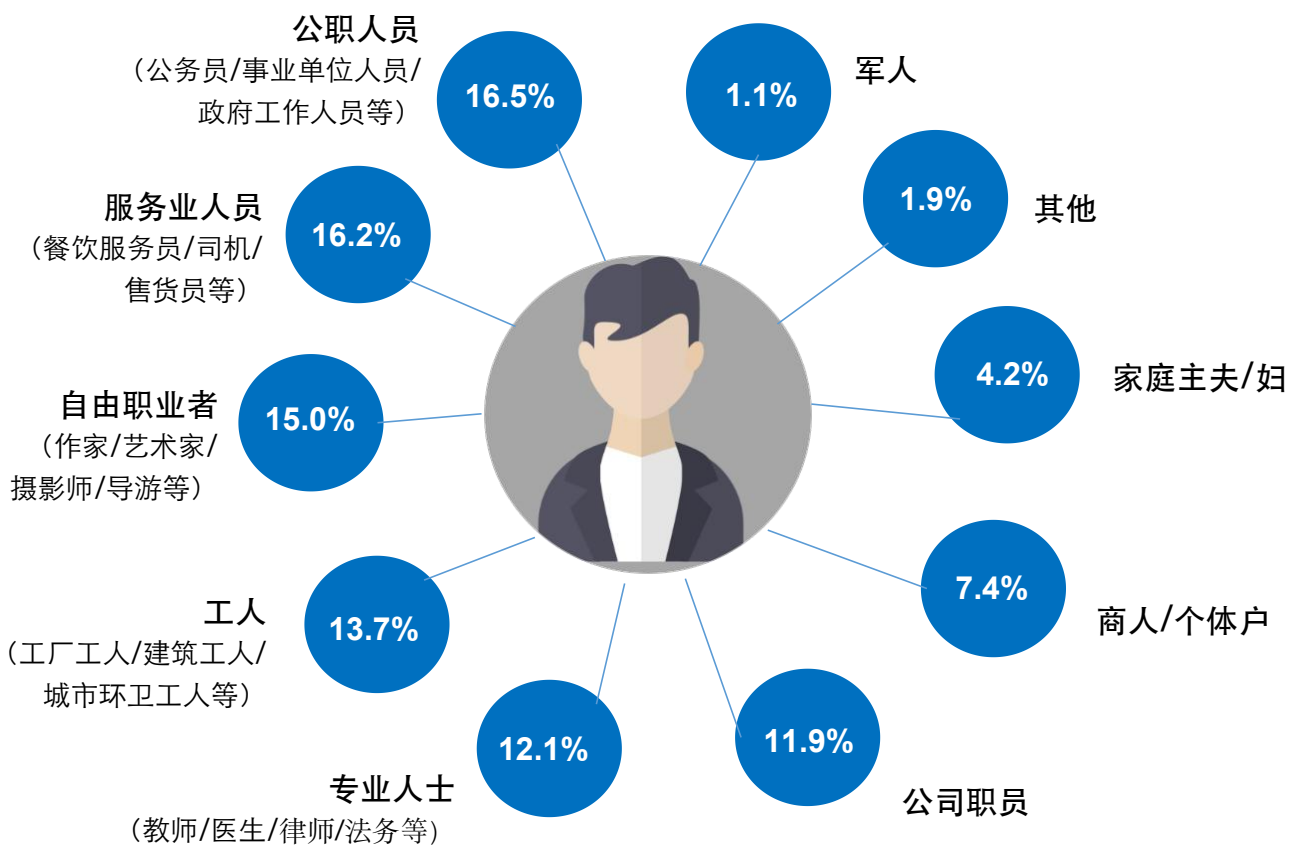 公职人员
（公务员/事业单位人员/
政府工作人员等）
16.5%
1.1%
军人
1.9%
其他
服务业人员
（餐饮服务员/司机/
售货员等）
16.2%
4.2%
家庭主夫/妇
自由职业者
（作家/艺术家/
摄影师/导游等）
15.0%
7.4%
商人/个体户
工人
（工厂工人/建筑工人/
城市环卫工人等）
13.7%
12.1%
专业人士
（教师/医生/律师/法务等)
11.9%
公司职员